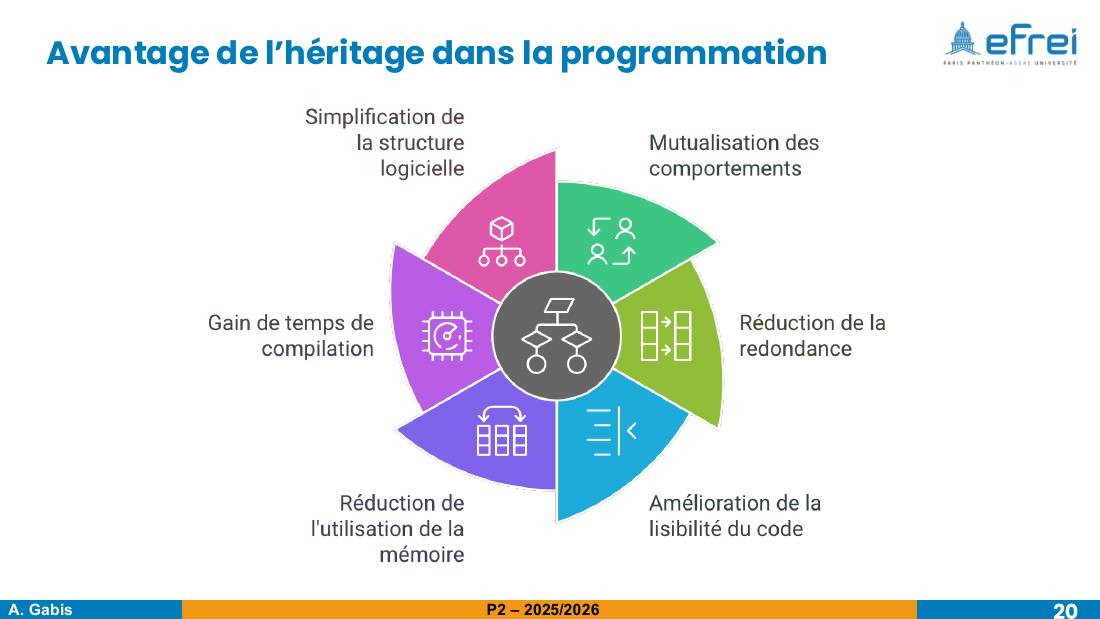 Avantage de l’héritage dans la programmation
efrei
PARIS PANTHÉON-ASSAS UNIVERSITÉ
Simplification de
la structure
logicielle
Mutualisation des
comportements
Gain de temps de
compilation
Réduction de la
redondance
Réduction de
l'utilisation de la
mémoire
Amélioration de la
lisibilité du code
A. Gabis
P2 – 2025/2026
20